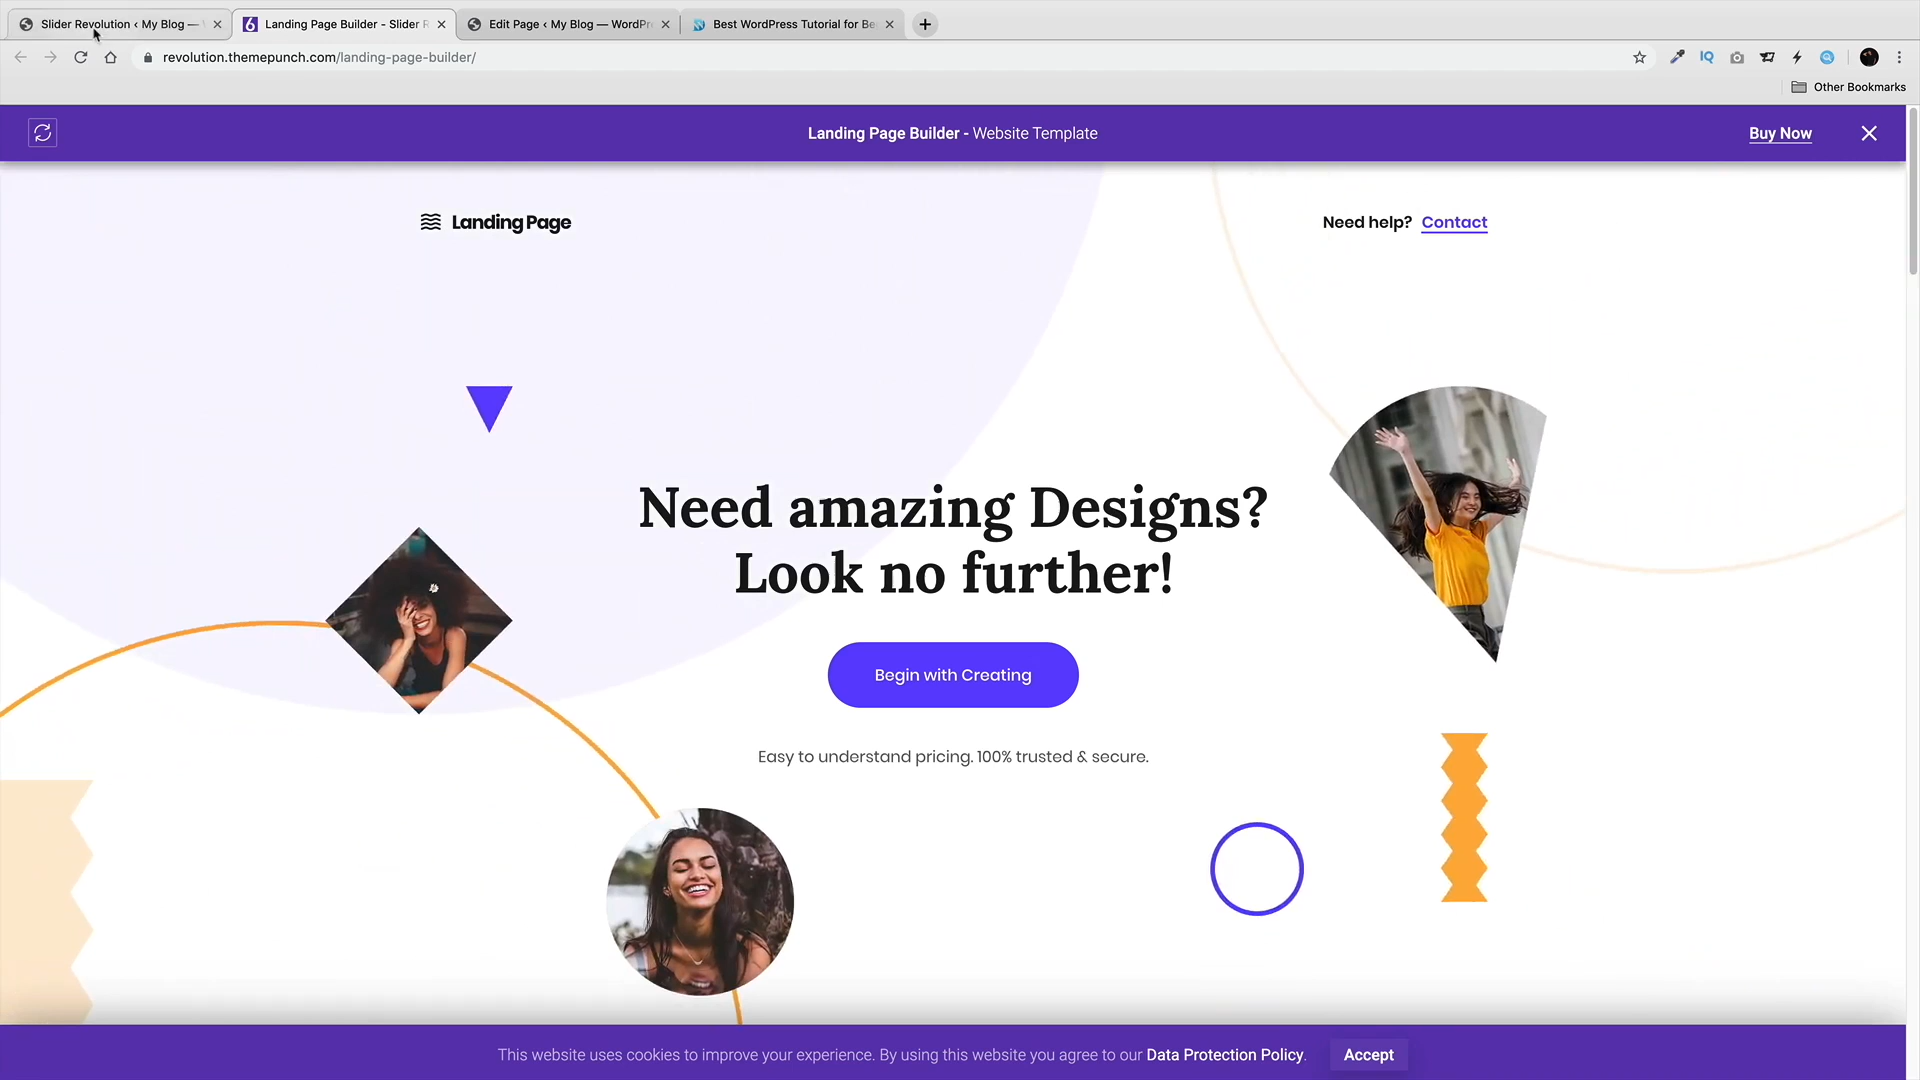 Slider Revolution ‹ My Blog —
Landing Page Builder - Slider R
Edit Page ‹ My Blog — WordPr
Best WordPress Tutorial for Be
revolution.themepunch.com/landing-page-builder/
IQ
Other Bookmarks
Landing Page Builder - Website Template
Buy Now
Landing Page
Need help? Contact
Need amazing Designs?
Look no further!
Begin with Creating
Easy to understand pricing. 100% trusted & secure.
This website uses cookies to improve your experience. By using this website you agree to our Data Protection Policy.
Accept